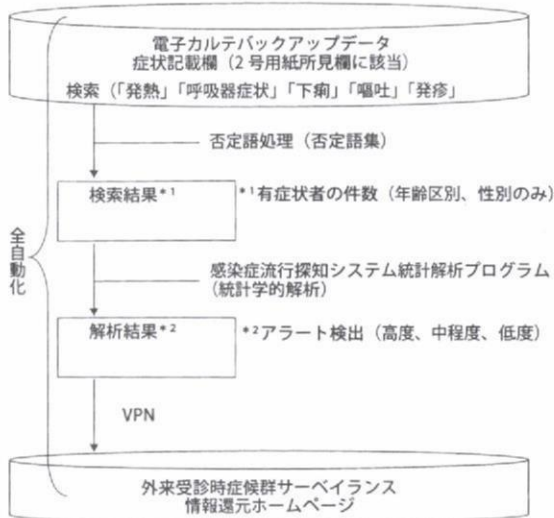 電子カルテバックアップデータ
症状記載欄（2号用紙所見欄に該当）
検索（「発熱」「呼吸器症状」「下痢」「嘔吐」「発疹」
否定語処理（否定語集）
検索結果*1
*1有症状者の件数（年齢区別、性別のみ）
全自動化
感染症流行探知システム統計解析プログラム
（統計学的解析）
解析結果*2
*2アラート検出（高度、中程度、低度）
VPN
外来受診時症候群サーベイランス
情報還元ホームページ